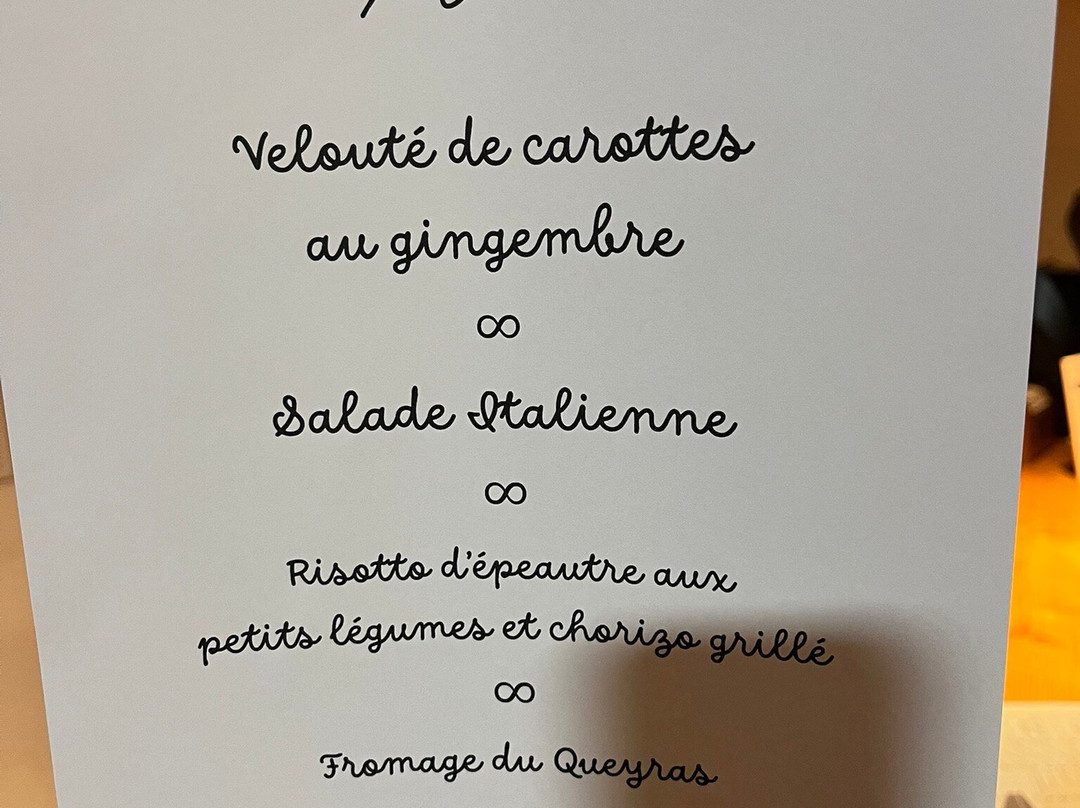 Velouté de carottes
au gingembre
∞
Salade Italienne
∞
Risotto d'épeautre aux
petits légumes et chorizo grillé
∞
Fromage du Queyras